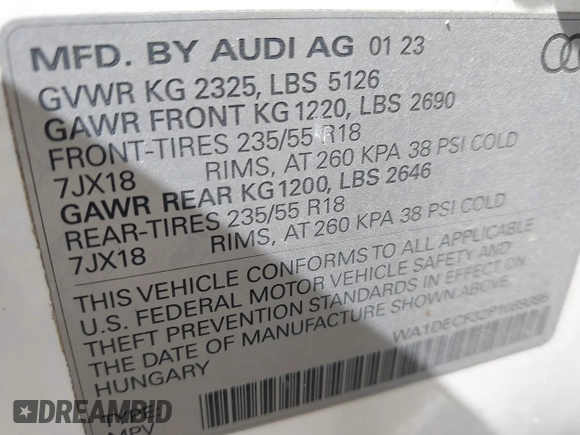 MFD. BY AUDI AG 01 23
GVWR KG 2325, LBS 5126
GAWR FRONT KG 1220, LBS 2690
FRONT-TIRES 235/55 R18
7JX18 RIMS, AT 260 KPA 38 PSI COLD
GAWR REAR KG 1200, LBS 2646
REAR-TIRES 235/55 R18
7JX18 RIMS, AT 260 KPA 38 PSI COLD
THIS VEHICLE CONFORMS TO ALL APPLICABLE
U.S. FEDERAL MOTOR VEHICLE SAFETY AND
THEFT PREVENTION STANDARDS IN EFFECT ON
THE DATE OF MANUFACTURE SHOWN ABOVE.
HUNGARY
TYPE:
MPV
DREAMBID